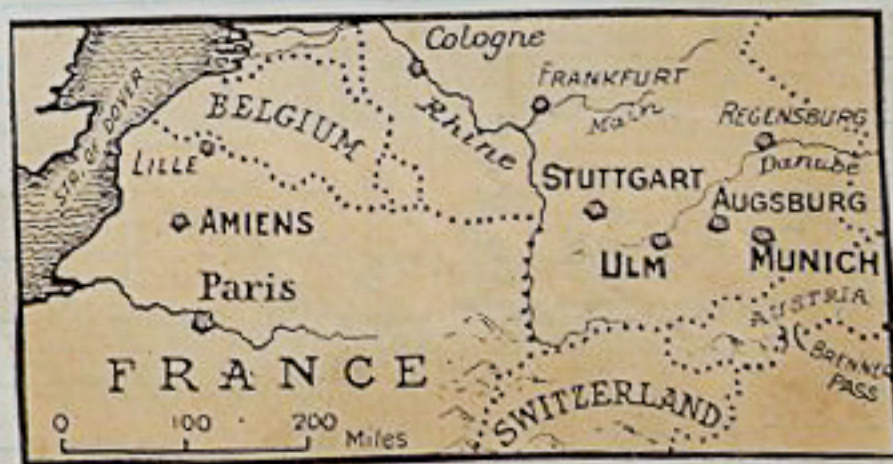 Cologne
FRANKFURT
Main
REGENSBURG
Danube
STR. OF DOVER
BELGIUM
Rhine
LILLE
STUTTGART
AUGSBURG
AMIENS
ULM
MUNICH
Paris
AUSTRIA
BRENNER
PASS
FRANCE
SWITZERLAND
0 100 200 Miles